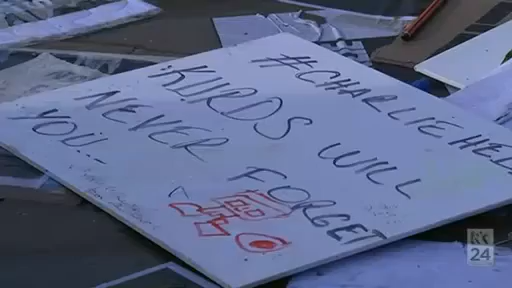 #CHARLIE HEB
"KURDS WILL
NEVER FORGET
YOU...
24